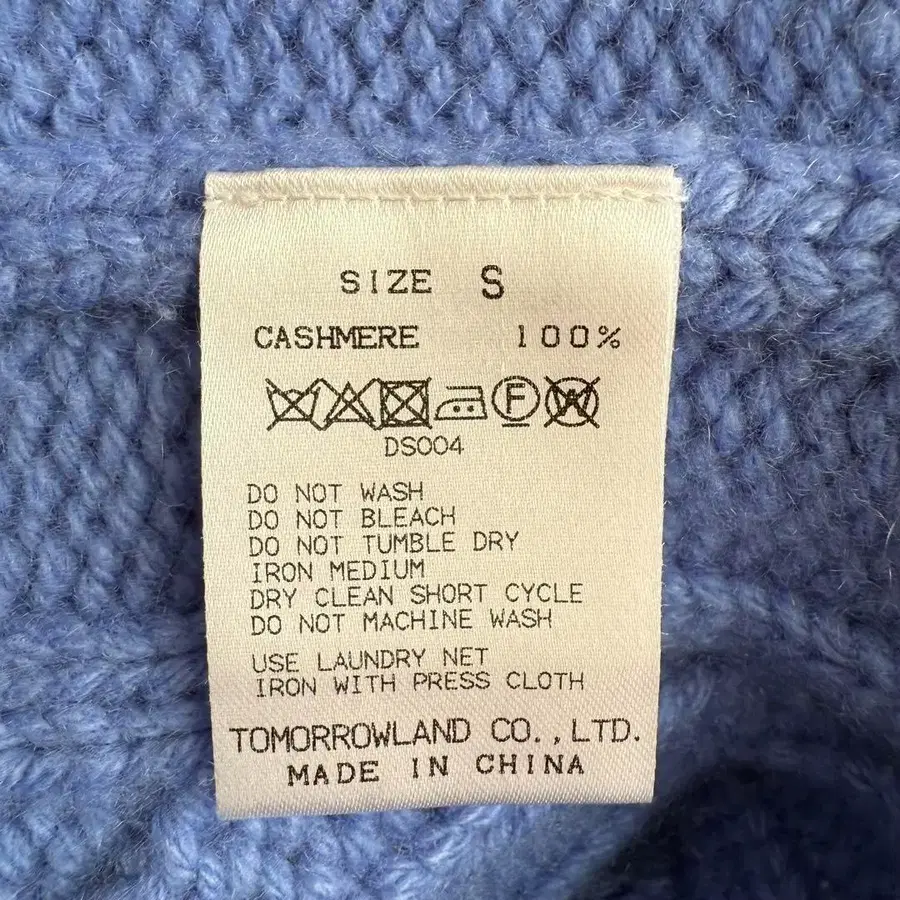 SIZE S
CASHMERE 100%
F W
DS004
DO NOT WASH
DO NOT BLEACH
DO NOT TUMBLE DRY
IRON MEDIUM
DRY CLEAN SHORT CYCLE
DO NOT MACHINE WASH
USE LAUNDRY NET
IRON WITH PRESS CLOTH
TOMORROWLAND CO.,LTD.
MADE IN CHINA